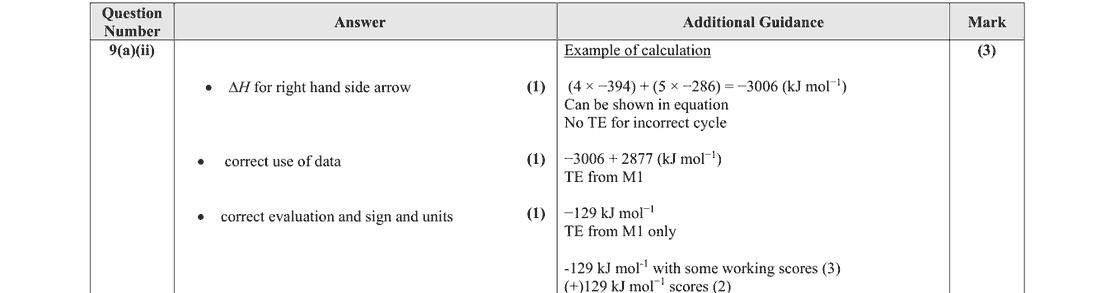 Question Number
Answer
Additional Guidance
Mark
9(a)(ii)
Example of calculation
(3)
• ΔH for right hand side arrow (1)
(4 × −394) + (5 × −286) = −3006 (kJ mol⁻¹)
Can be shown in equation
No TE for incorrect cycle
• correct use of data (1)
−3006 + 2877 (kJ mol⁻¹)
TE from M1
• correct evaluation and sign and units (1)
−129 kJ mol⁻¹
TE from M1 only
-129 kJ mol⁻¹ with some working scores (3)
(+)129 kJ mol⁻¹ scores (2)